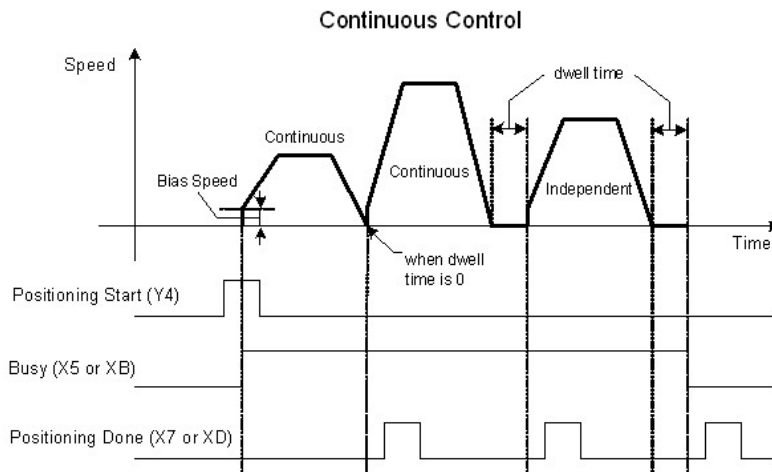 Continuous Control
Speed
dwell time
Continuous
Bias Speed
Continuous
Independent
Time
when dwell
time is 0
Positioning Start (Y4)
Busy (X5 or XB)
Positioning Done (X7 or XD)